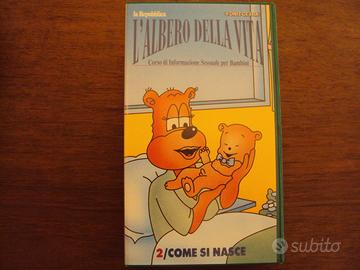 la Repubblica
L'ALBERO DELLA VITA
Corso di Informazione Sessuale per Bambini
2/COME SI NASCE
subito